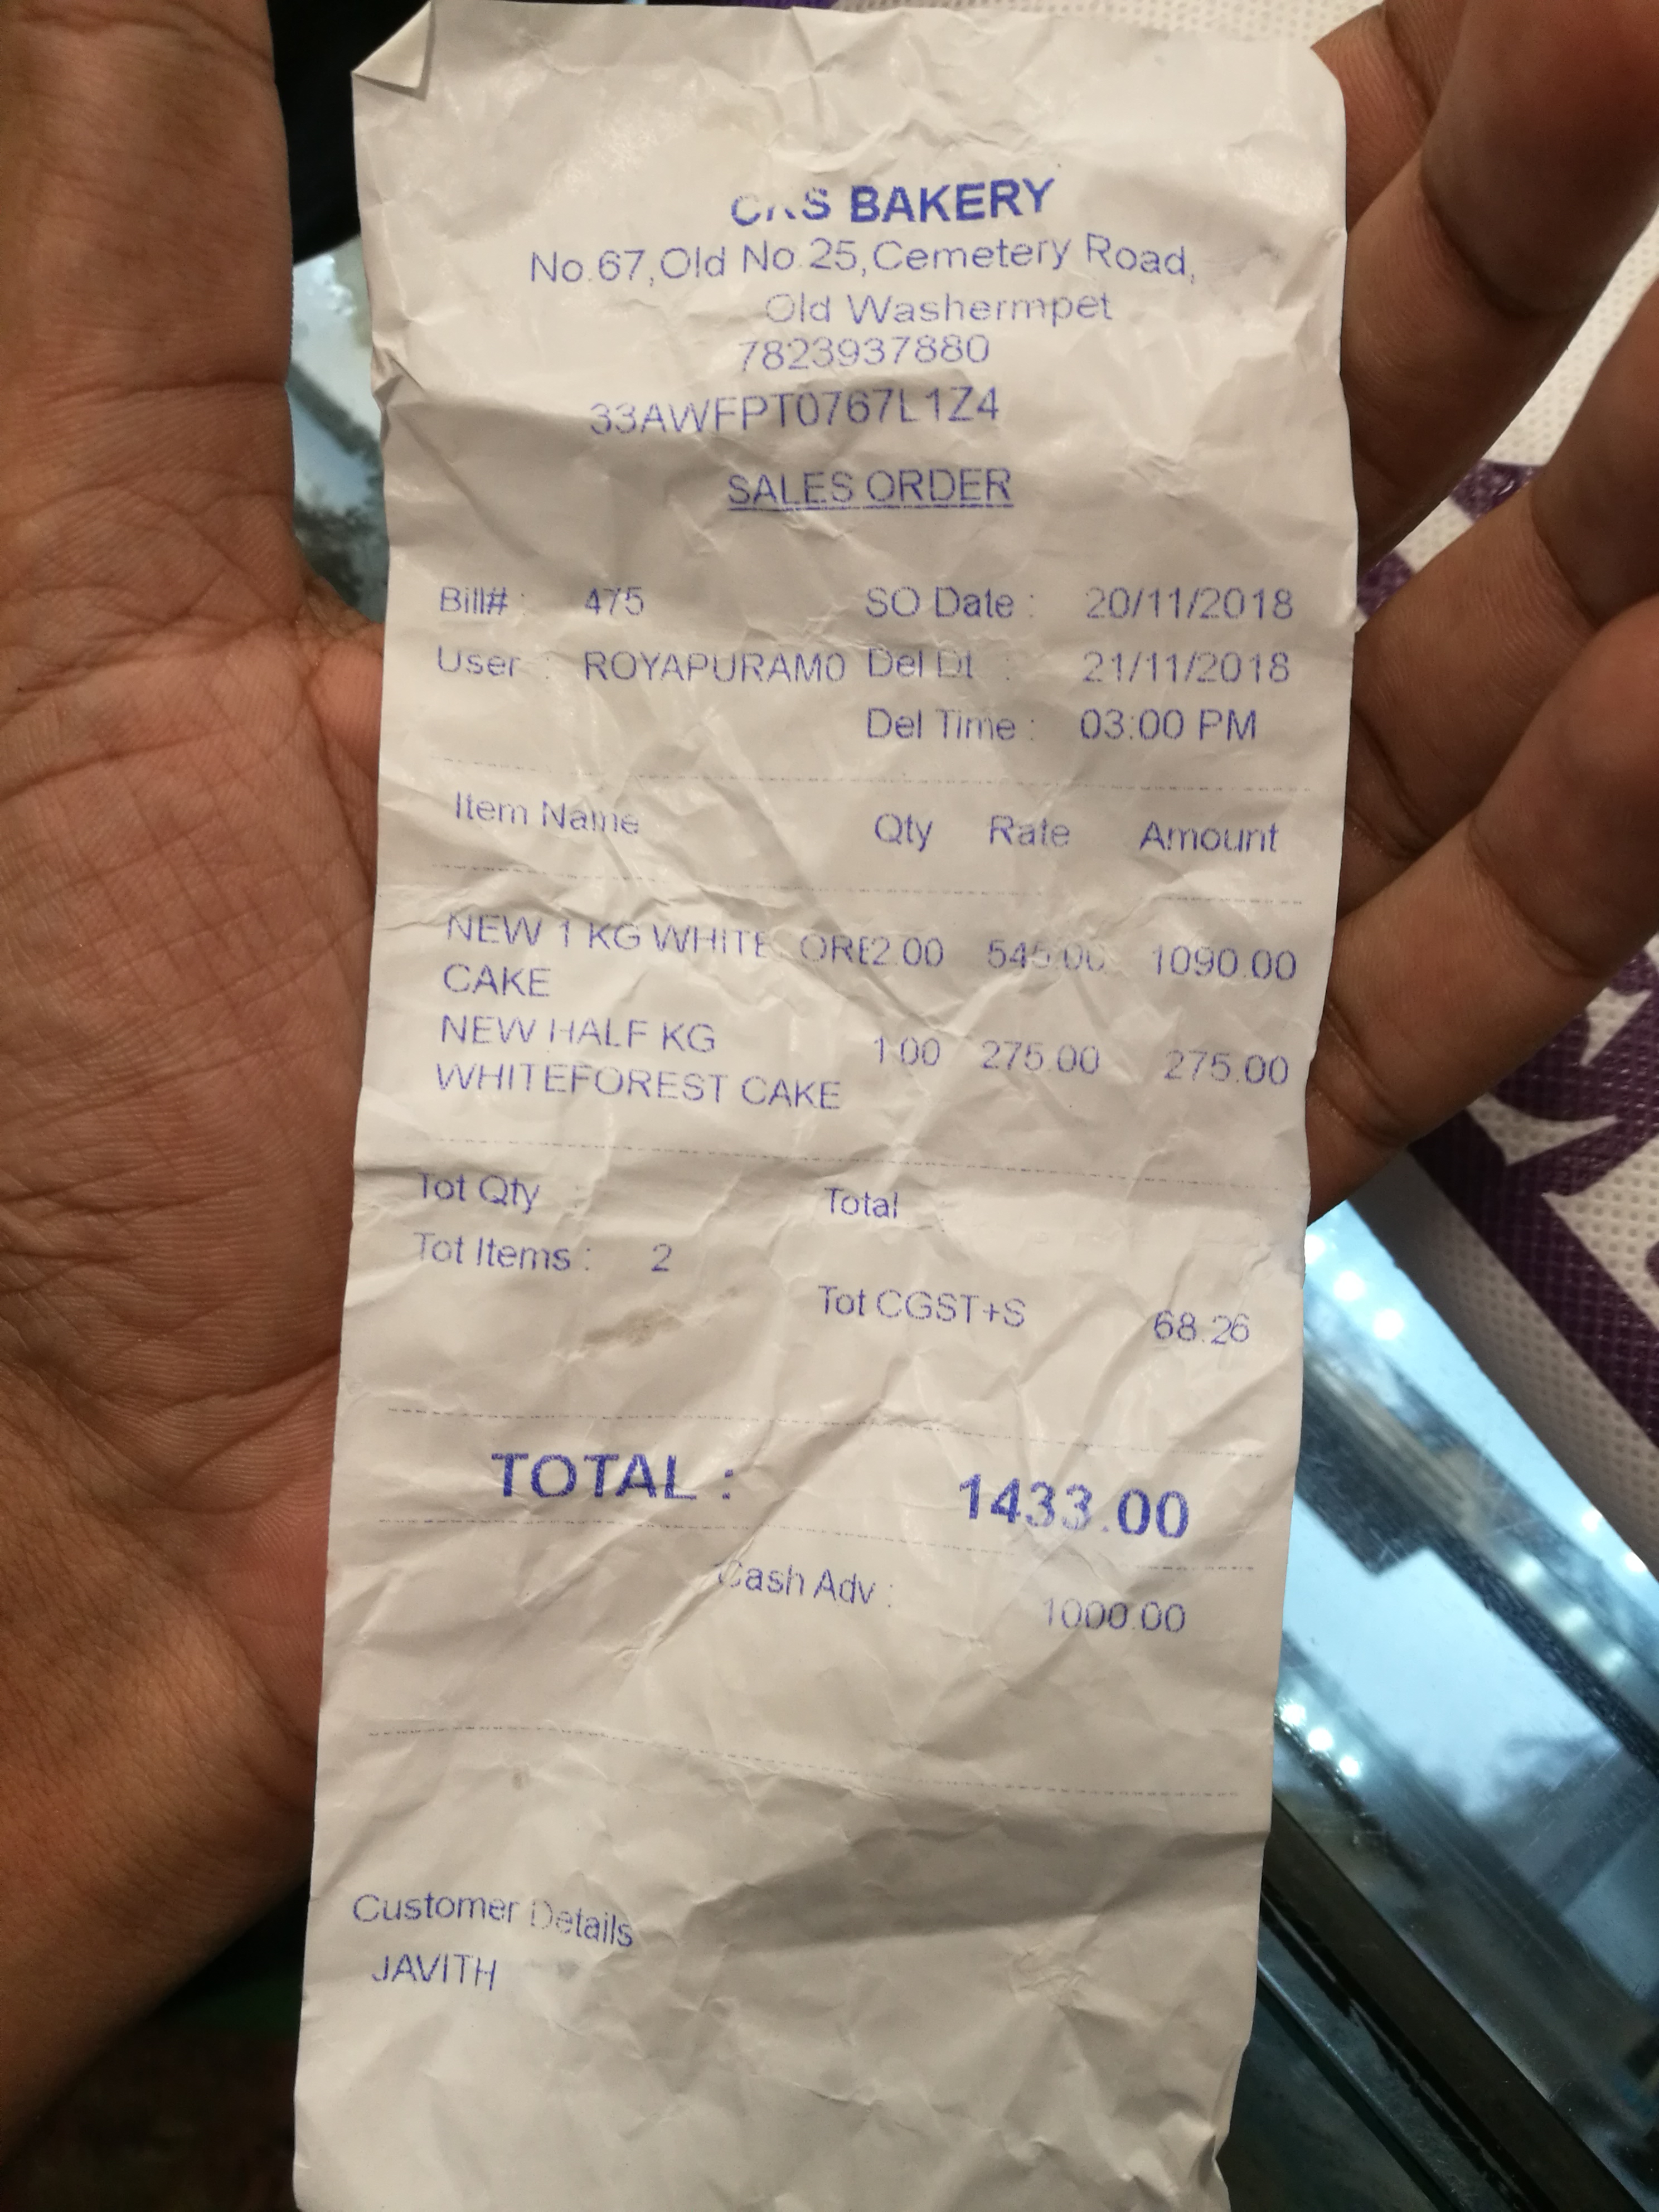 CKS BAKERY
No.67,Old No.25,Cemetery Road,
Old Washermpet
7823937880
33AWFPT0767L1Z4
SALES ORDER
Bill# : 475 SO Date : 20/11/2018
User : ROYAPURAM0 Del Dt : 21/11/2018
Del Time : 03:00 PM
Item Name Qty Rate Amount
NEW 1 KG WHITE ORE 2.00 545.00 1090.00
CAKE
NEW HALF KG 1.00 275.00 275.00
WHITEFOREST CAKE
Tot Qty Total
Tot Items : 2
Tot CGST+S 68.26
TOTAL : 1433.00
Cash Adv : 1000.00
Customer Details
JAVITH